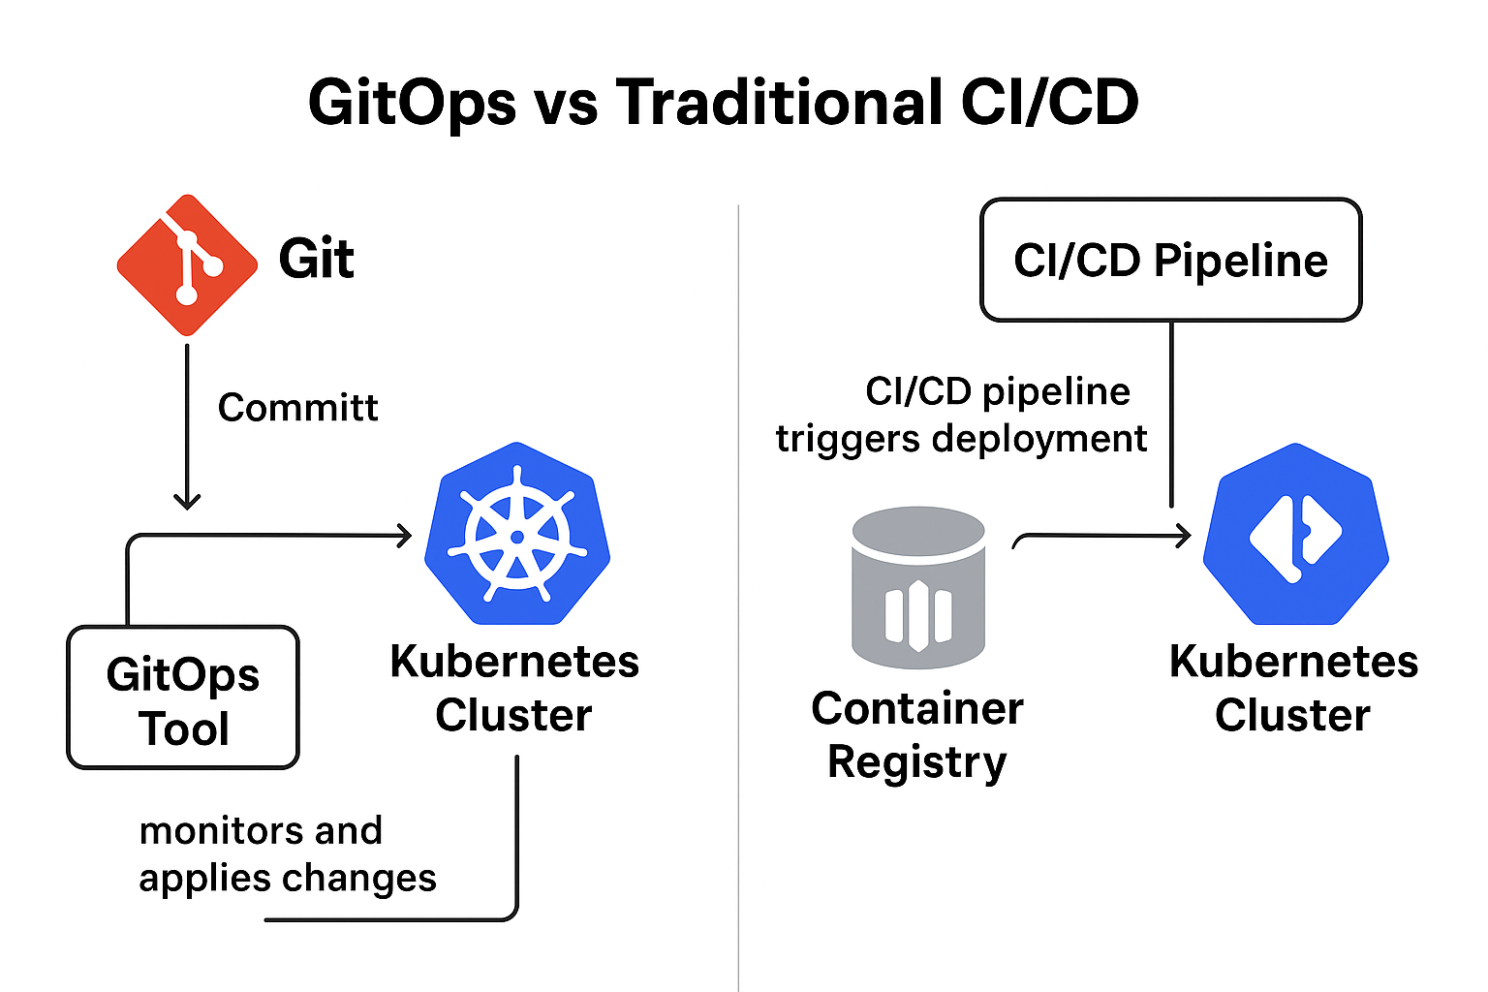 GitOps vs Traditional CI/CD
Git
Committ
GitOps
Tool
Kubernetes
Cluster
monitors and
applies changes
CI/CD Pipeline
CI/CD pipeline
triggers deployment
Container
Registry
Kubernetes
Cluster